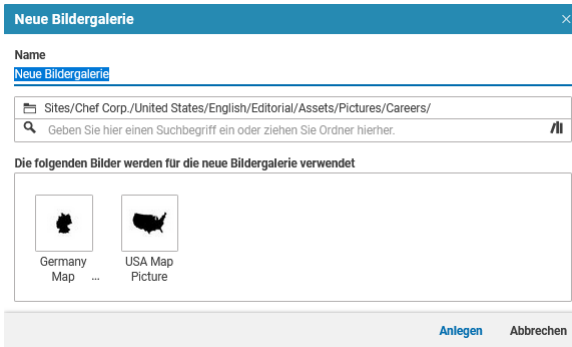 Neue Bildergalerie
Name
Neue Bildergalerie
Sites/Chef Corp./United States/English/Editorial/Assets/Pictures/Careers/
Geben Sie hier einen Suchbegriff ein oder ziehen Sie Ordner hierher.
Die folgenden Bilder werden für die neue Bildergalerie verwendet
Germany USA Map
Map ... Picture
Anlegen Abbrechen